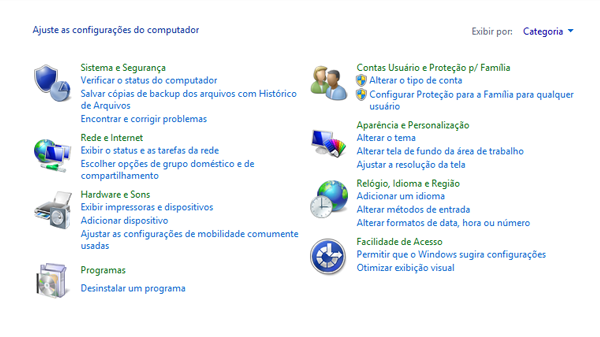 Ajuste as configurações do computador
Exibir por: Categoria
Sistema e Segurança
Verificar o status do computador
Salvar cópias de backup dos arquivos com Histórico
de Arquivos
Encontrar e corrigir problemas
Rede e Internet
Exibir o status e as tarefas da rede
Escolher opções de grupo doméstico e de
compartilhamento
Hardware e Sons
Exibir impressoras e dispositivos
Adicionar dispositivo
Ajustar as configurações de mobilidade comumente
usadas
Programas
Desinstalar um programa
Contas Usuário e Proteção p/ Família
Alterar o tipo de conta
Configurar Proteção para a Família para qualquer
usuário
Aparência e Personalização
Alterar o tema
Alterar tela de fundo da área de trabalho
Ajustar a resolução da tela
Relógio, Idioma e Região
Adicionar um idioma
Alterar métodos de entrada
Alterar formatos de data, hora ou número
Facilidade de Acesso
Permitir que o Windows sugira configurações
Otimizar exibição visual